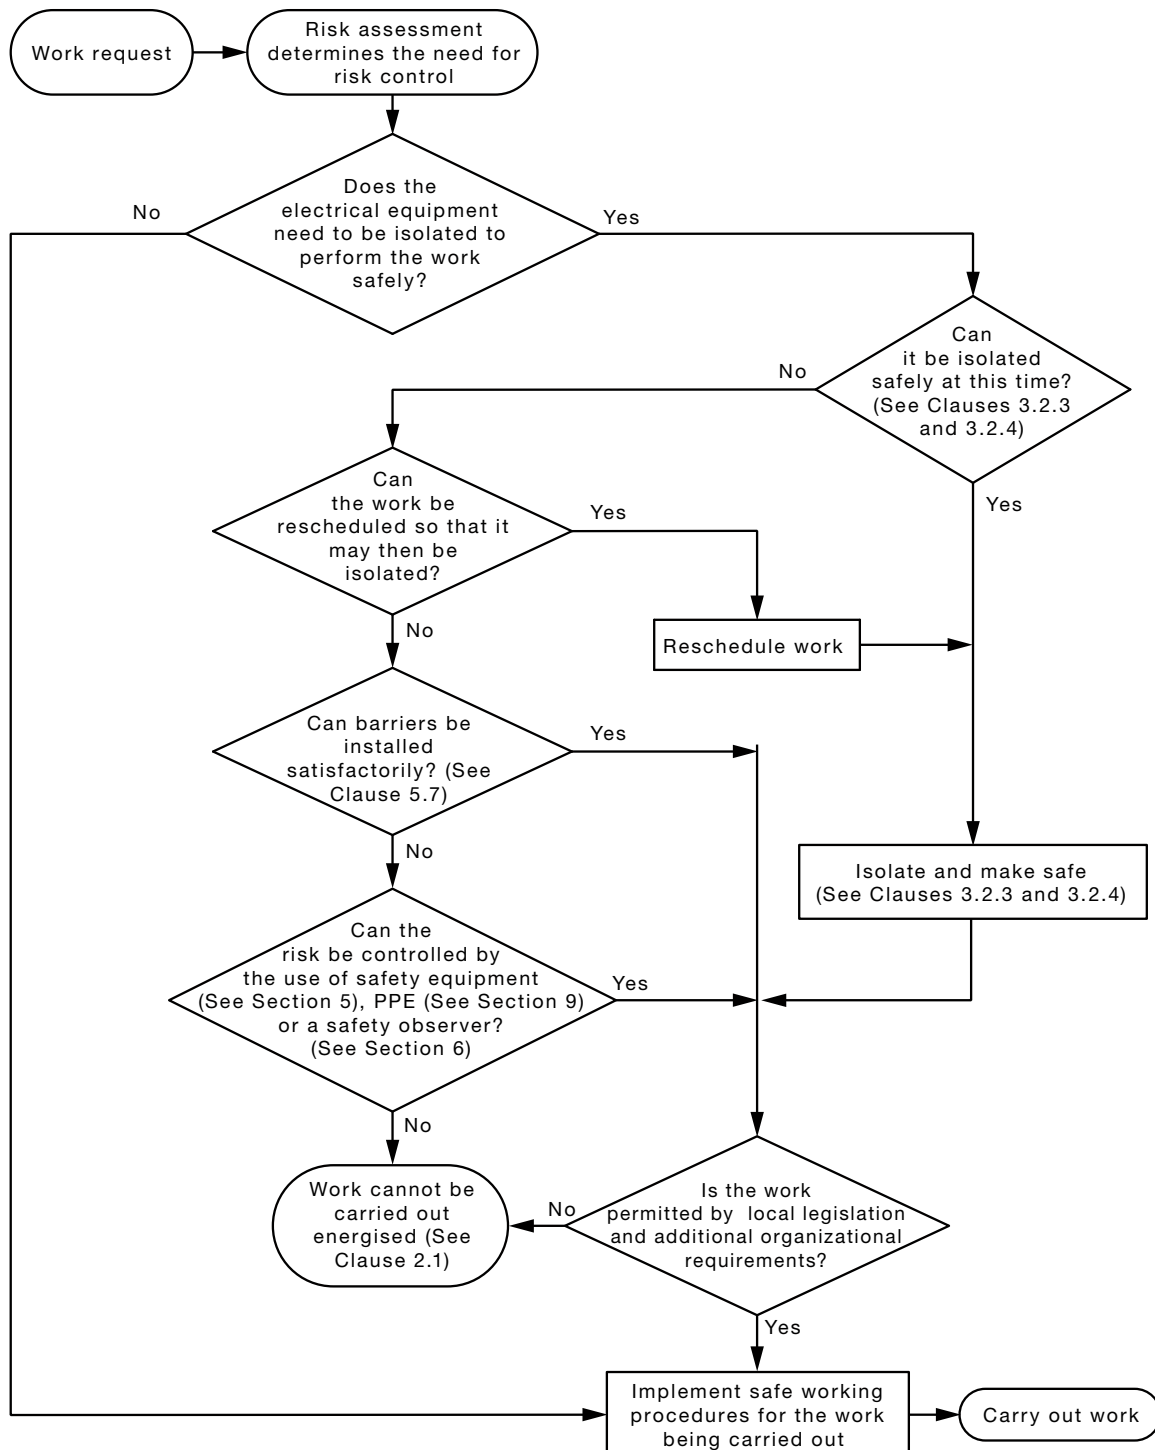 Work request
Risk assessment
determines the need for
risk control
Does the
electrical equipment
need to be isolated to
perform the work
safely?
No
Yes
Can
it be isolated
safely at this time?
(See Clauses 3.2.3
and 3.2.4)
No
Yes
Can
the work be
rescheduled so that it
may then be
isolated?
Yes
No
Reschedule work
Can barriers be
installed
satisfactorily? (See
Clause 5.7)
Yes
No
Isolate and make safe
(See Clauses 3.2.3 and 3.2.4)
Can the
risk be controlled by
the use of safety equipment
(See Section 5), PPE (See Section 9)
or a safety observer?
(See Section 6)
Yes
No
Work cannot be
carried out
energised (See
Clause 2.1)
No
Is the work
permitted by local legislation
and additional organizational
requirements?
Yes
Implement safe working
procedures for the work
being carried out
Carry out work